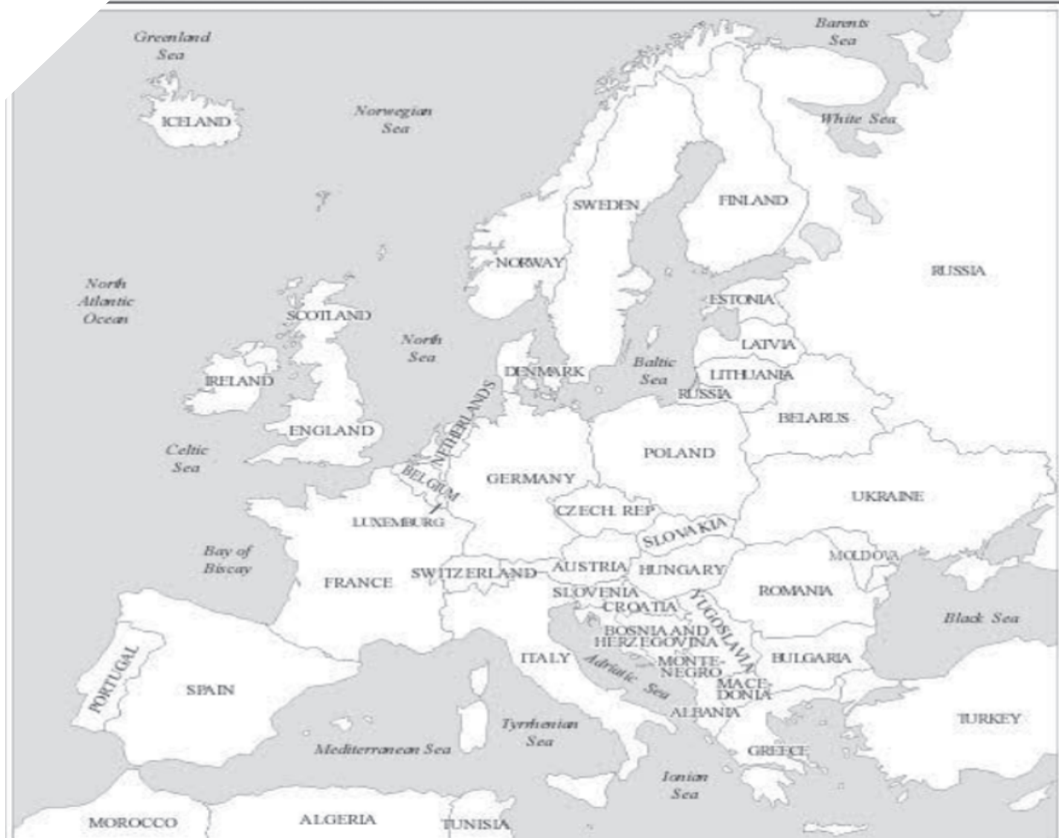 Greenland
Sea
Barents
Sea
ICELAND
Norwegian
Sea
White Sea
SWEDEN
FINLAND
NORWAY
RUSSIA
North
Atlantic
Ocean
ESTONIA
SCOTLAND
North
Sea
LATVIA
Baltic
Sea
DENMARK
LITHUANIA
IRELAND
RUSSIA
NETHERLANDS
BELARUS
ENGLAND
Celtic
Sea
POLAND
BELGIUM
GERMANY
UKRAINE
CZECH. REP
LUXEMBURG
SLOVAKIA
Bay of
Biscay
MOLDOVA
FRANCE
SWITZERLAND
AUSTRIA
HUNGARY
SLOVENIA
ROMANIA
CROATIA
YUGOSLAVIA
Black Sea
BOSNIA AND
HERZEGOVINA
ITALY
Adriatic Sea
MONTE-
NEGRO
BULGARIA
PORTUGAL
SPAIN
MACE-
DONIA
ALBANIA
TURKEY
Tyrrhenian
Sea
Mediterranean Sea
GREECE
Ionian
Sea
MOROCCO
ALGERIA
TUNISIA